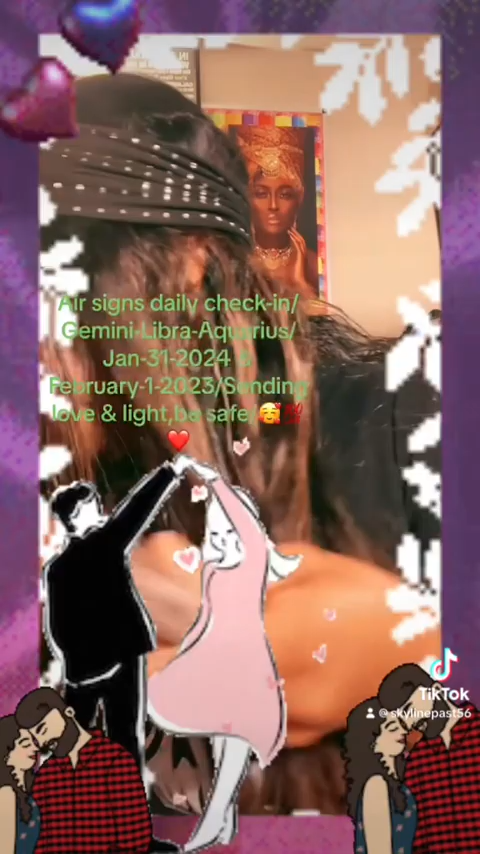 Air signs daily check-in/
Gemini-Libra-Aquarius/
Jan-31-2024 &
February-1-2023/Sending
love & light,be safe/🥰💯
❤️
TikTok
@skylinepast56